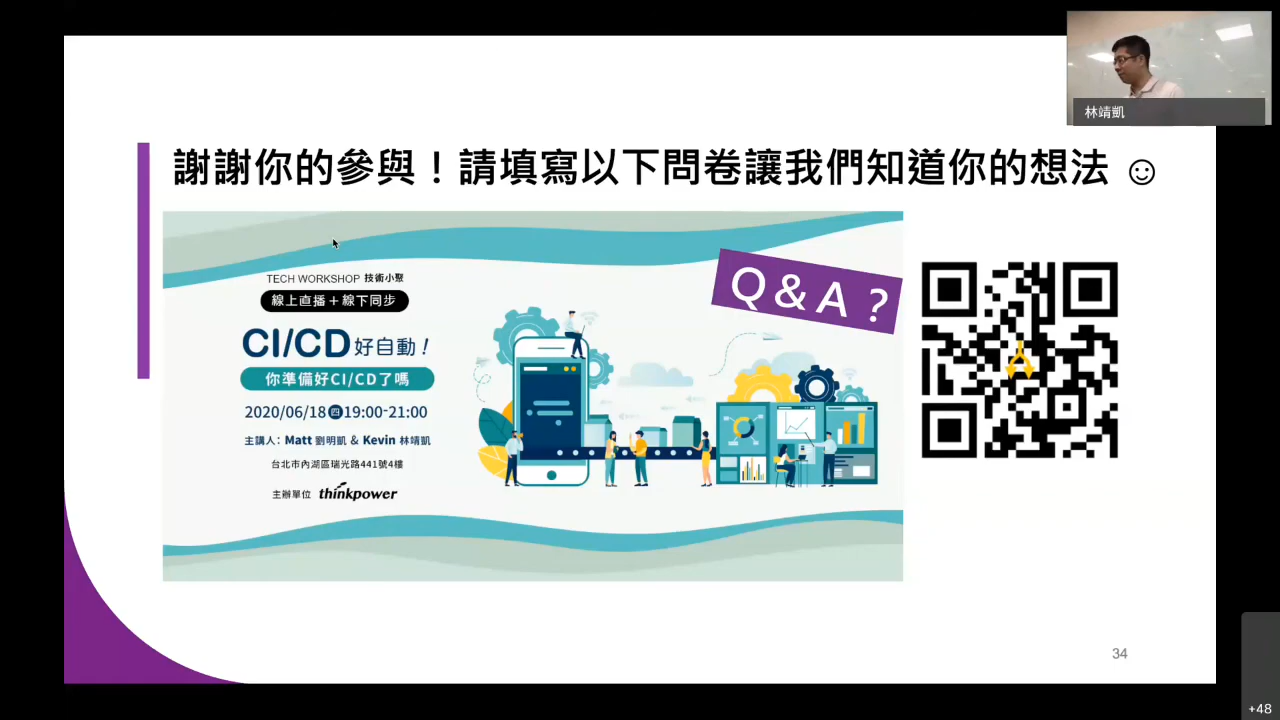 林靖凱
謝謝你的參與！請填寫以下問卷讓我們知道你的想法 ☺
Q&A？
TECH WORKSHOP 技術小聚
線上直播＋線下同步
CI/CD 好自動！
你準備好CI/CD了嗎
2020/06/18 四 19:00-21:00
主講人：Matt 劉明凱 & Kevin 林靖凱
台北市內湖區瑞光路441號4樓
主辦單位 thinkpower
34
+48